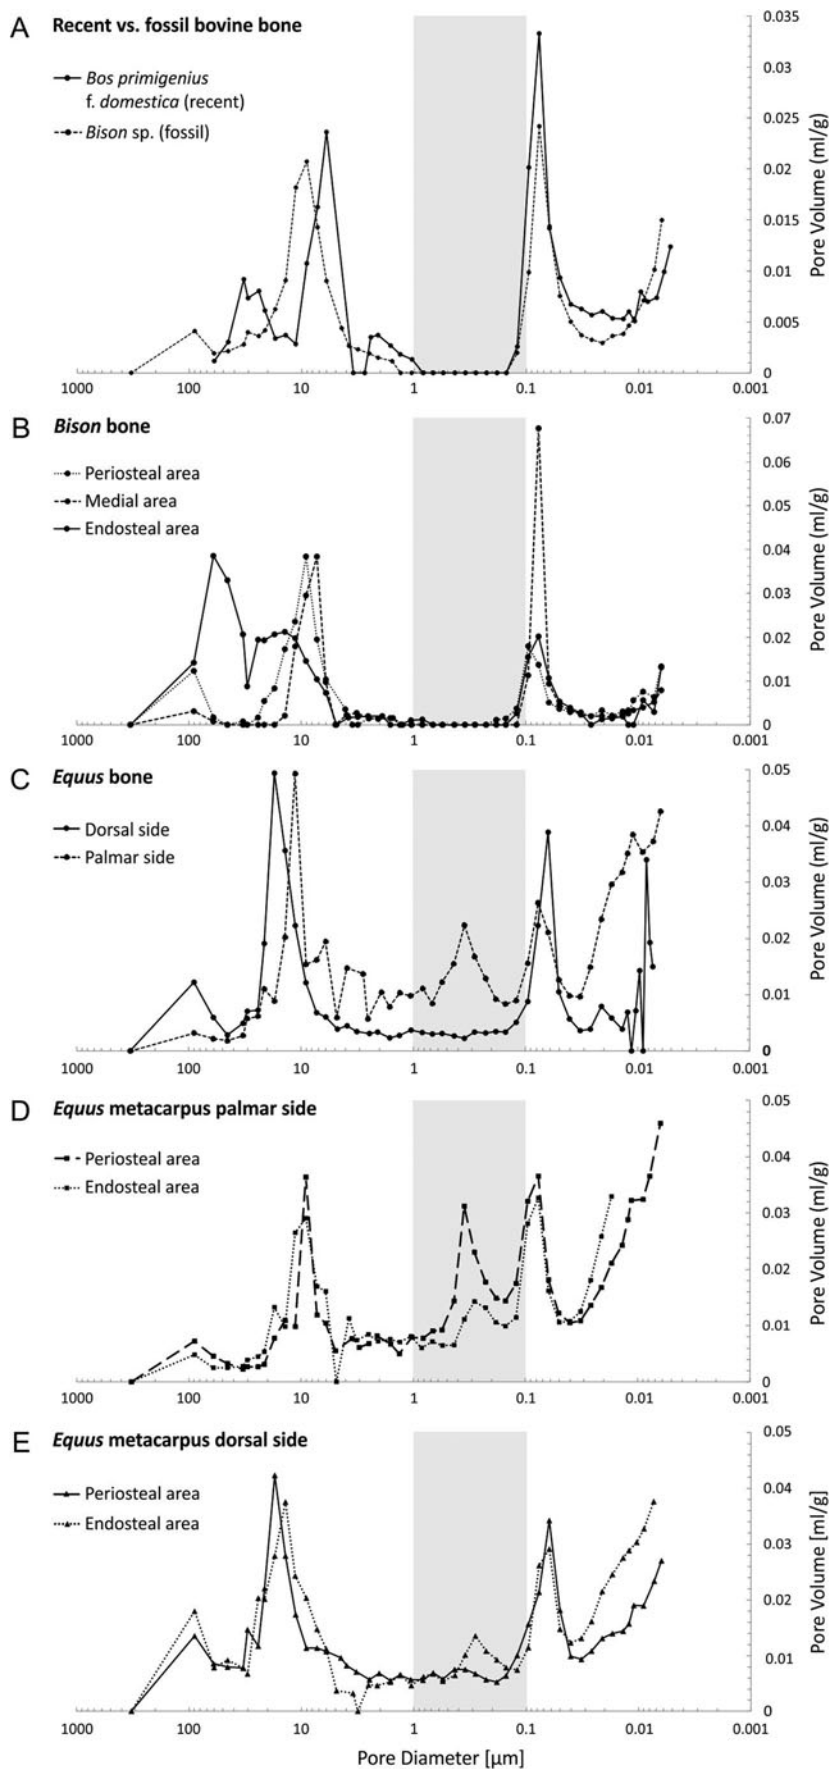 A
Recent vs. fossil bovine bone
Bos primigenius
f. domestica (recent)
Bison sp. (fossil)
0.035
0.03
0.025
0.02
0.015
0.01
0.005
0
Pore Volume (ml/g)
1000 100 10 1 0.1 0.01 0.001
B
Bison bone
Periosteal area
Medial area
Endosteal area
0.07
0.06
0.05
0.04
0.03
0.02
0.01
0
Pore Volume (ml/g)
1000 100 10 1 0.1 0.01 0.001
C
Equus bone
Dorsal side
Palmar side
0.05
0.04
0.03
0.02
0.01
0
Pore Volume (ml/g)
1000 100 10 1 0.1 0.01 0.001
D
Equus metacarpus palmar side
Periosteal area
Endosteal area
0.05
0.04
0.03
0.02
0.01
0
Pore Volume (ml/g)
1000 100 10 1 0.1 0.01 0.001
E
Equus metacarpus dorsal side
Periosteal area
Endosteal area
0.05
0.04
0.03
0.02
0.01
0
Pore Volume [ml/g]
1000 100 10 1 0.1 0.01 0.001
Pore Diameter [µm]